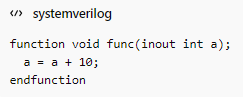 </> systemverilog
function void func(inout int a);
  a = a + 10;
endfunction